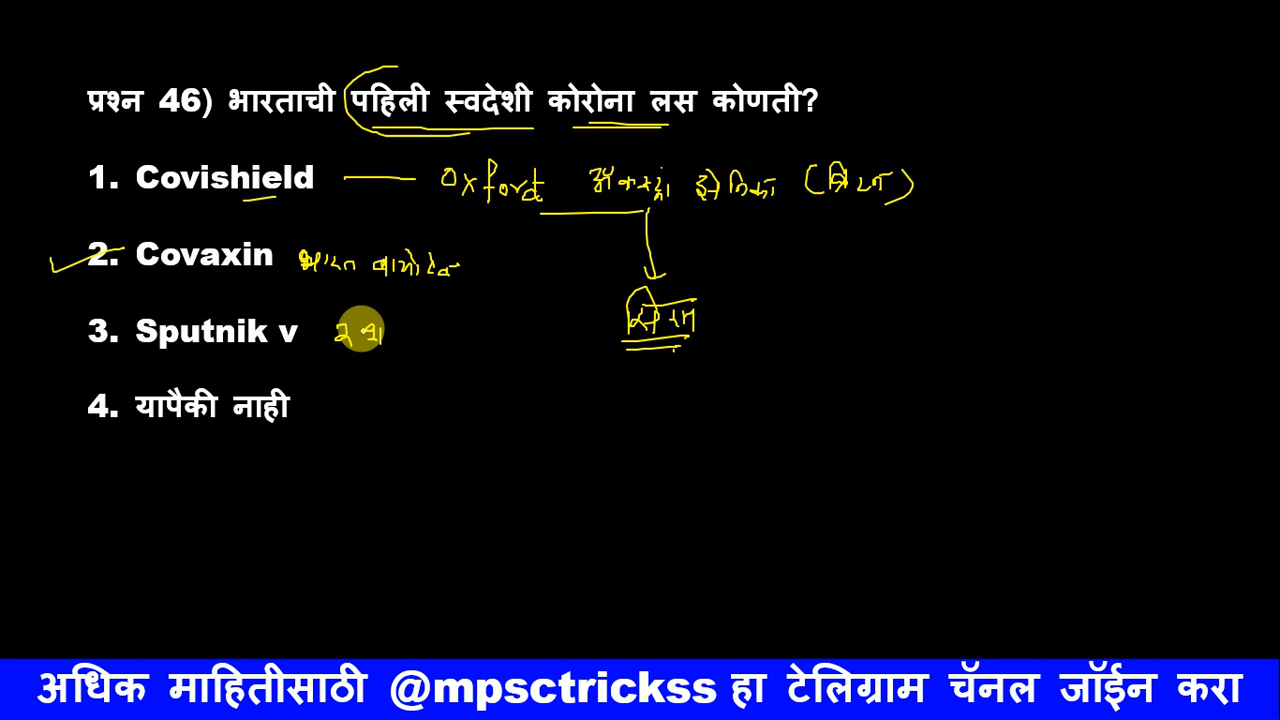 प्रश्न 46) भारताची पहिली स्वदेशी कोरोना लस कोणती?
1. Covishield — Oxford
2. Covaxin भारत बायोटेक
सिरम
3. Sputnik v
4. यापैकी नाही
अधिक माहितीसाठी @mpsctrickss हा टेलिग्राम चॅनल जॉईन करा